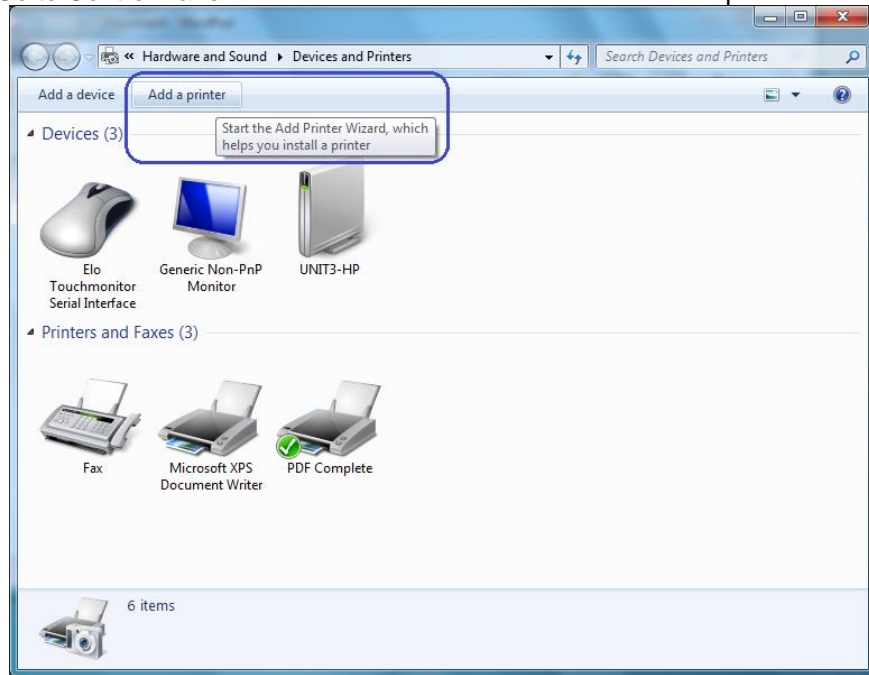 « Hardware and Sound ▸ Devices and Printers
Search Devices and Printers
Add a device
Add a printer
Start the Add Printer Wizard, which
helps you install a printer
Devices (3)
Elo
Touchmonitor
Serial Interface
Generic Non-PnP
Monitor
UNIT3-HP
Printers and Faxes (3)
Fax
Microsoft XPS
Document Writer
PDF Complete
6 items